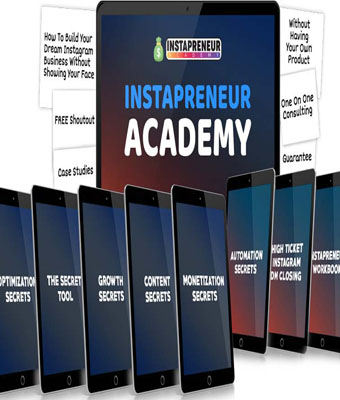 INSTAPRENEUR
ACADEMY
How To Build Your
Dream Instagram
Business Without
Showing Your Face
Without
Having
Your Own
Product
INSTAPRENEUR
ACADEMY
FREE Shoutout
One On One
Consulting
Case Studies
Guarantee
OPTIMIZATION
SECRETS
THE SECRET
TOOL
GROWTH
SECRETS
CONTENT
SECRETS
MONETIZATION
SECRETS
AUTOMATION
SECRETS
HIGH TICKET
INSTAGRAM
DM CLOSING
INSTAPRENEUR
WORKBOOK